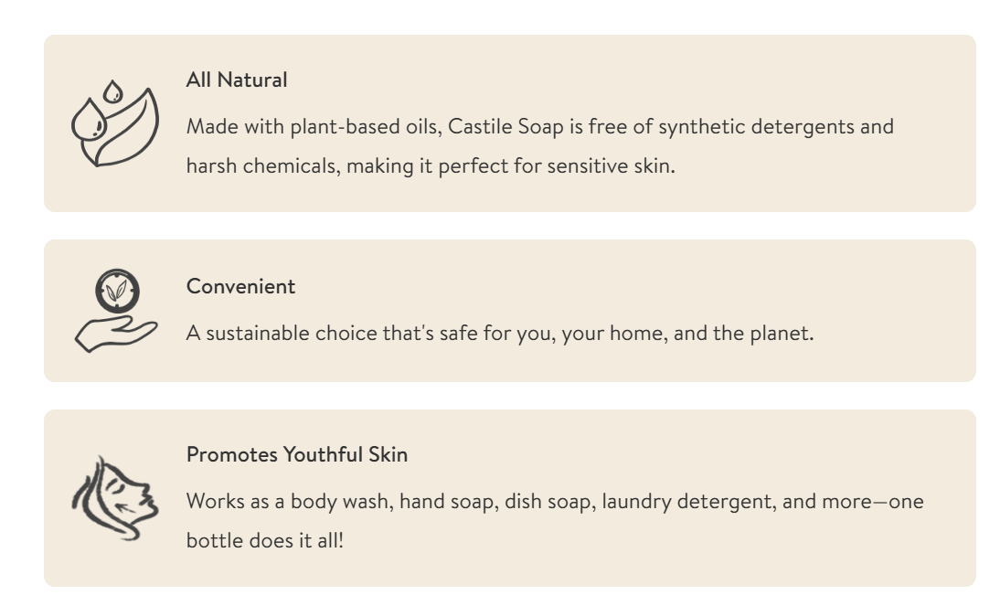 All Natural
Made with plant-based oils, Castile Soap is free of synthetic detergents and
harsh chemicals, making it perfect for sensitive skin.
Convenient
A sustainable choice that's safe for you, your home, and the planet.
Promotes Youthful Skin
Works as a body wash, hand soap, dish soap, laundry detergent, and more—one
bottle does it all!